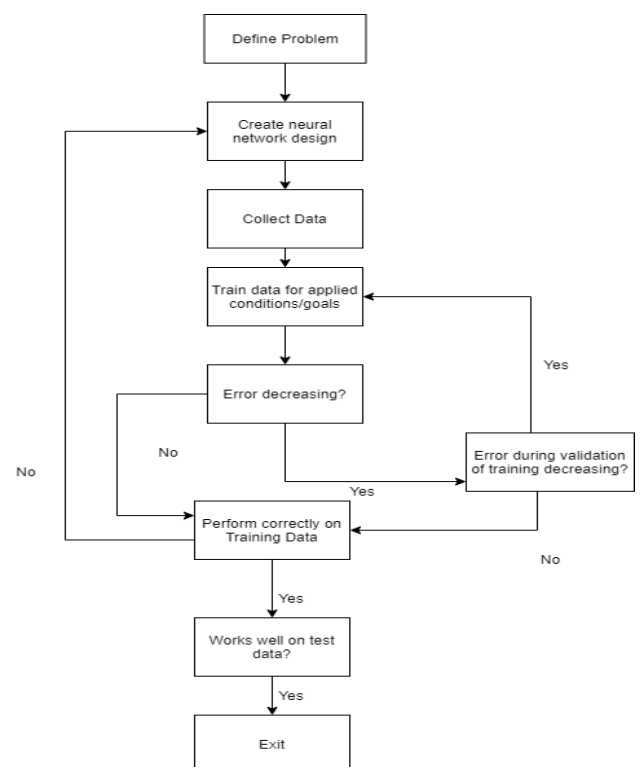 Define Problem
Create neural
network design
Collect Data
Train data for applied
conditions/goals
Yes
Error decreasing?
No
Error during validation
of training decreasing?
No
Yes
Perform correctly on
Training Data
No
Yes
Works well on test
data?
Yes
Exit